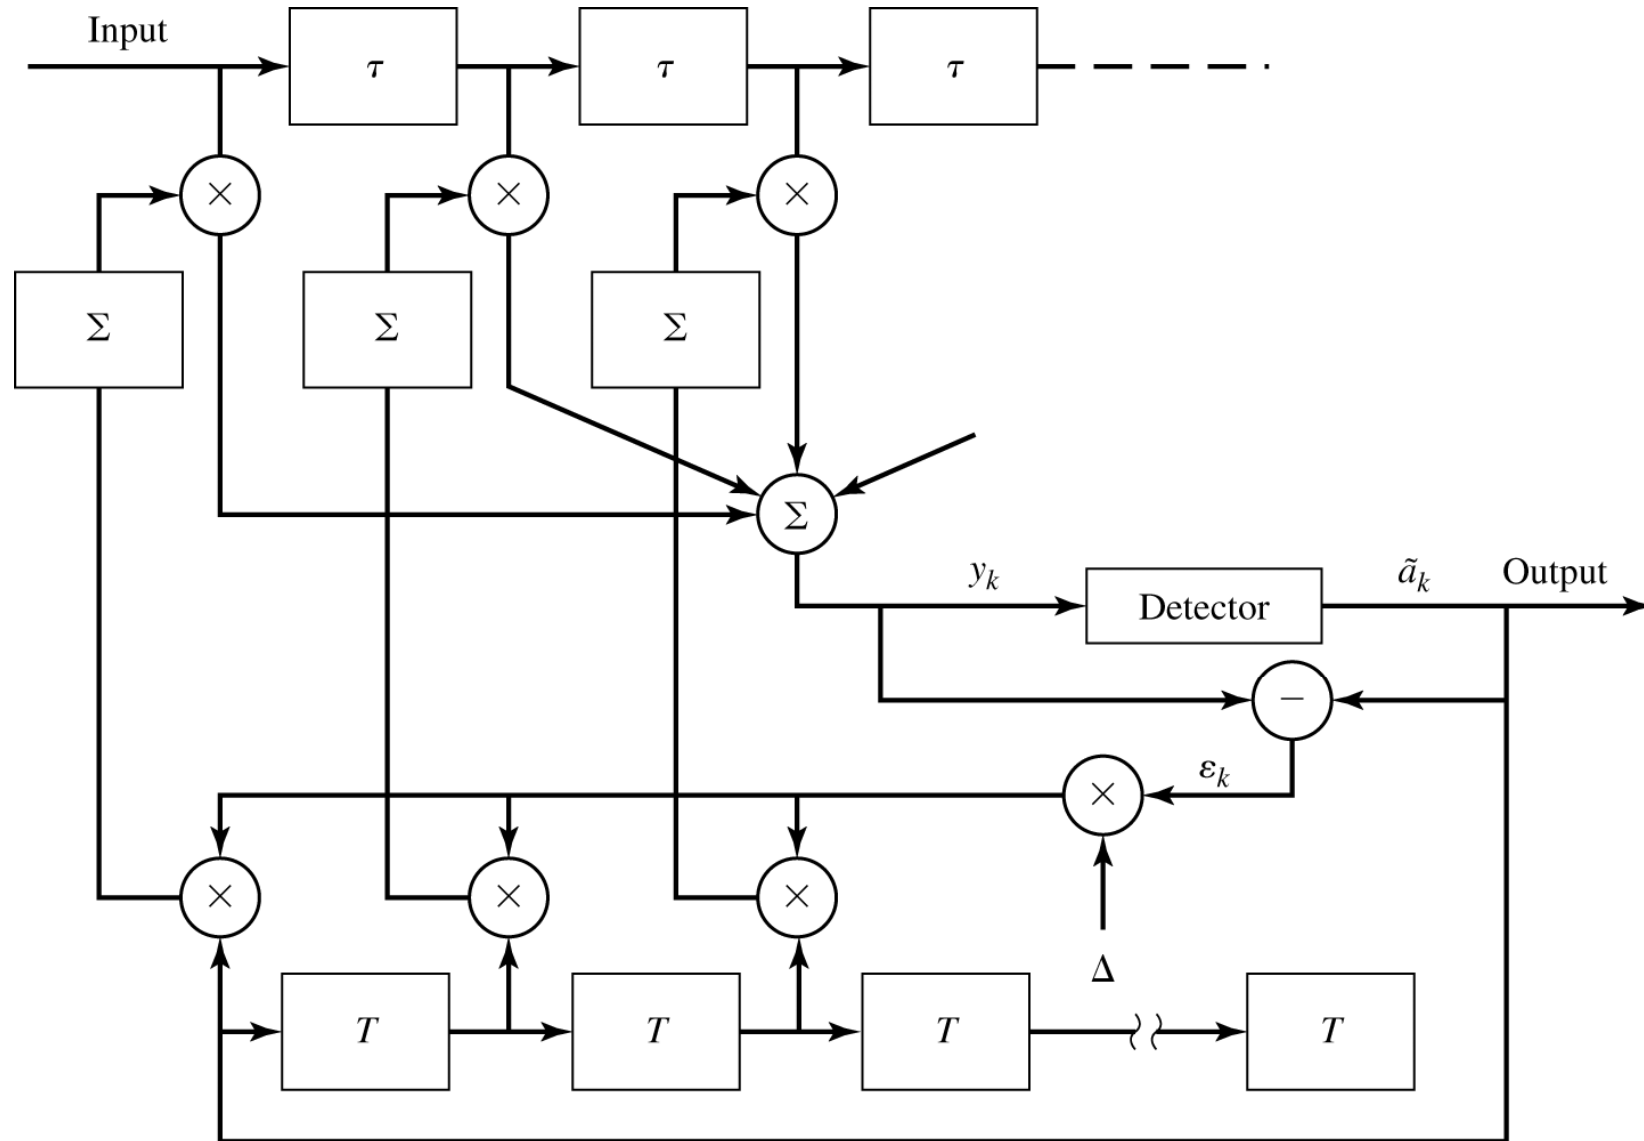 Input
τ
τ
τ
×
×
×
Σ
Σ
Σ
Σ
y_k
Detector
ã_k
Output
−
ε_k
×
×
×
×
Δ
T
T
T
T